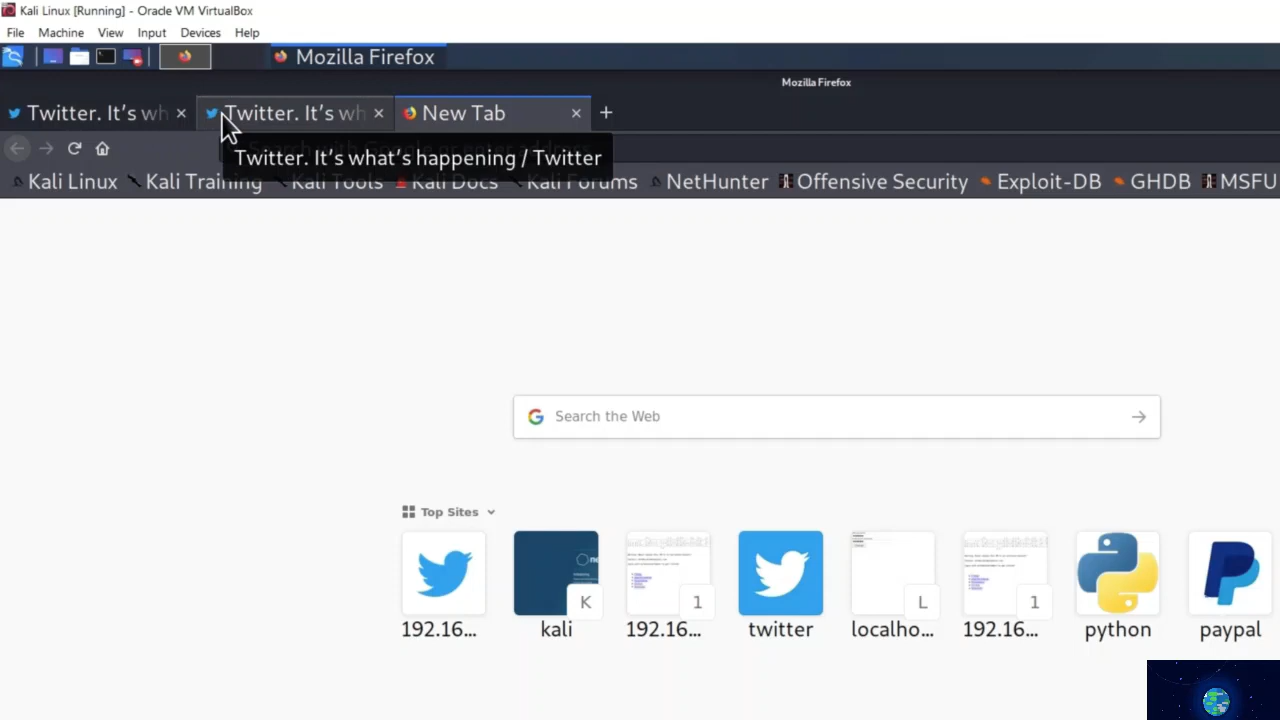 Kali Linux [Running] - Oracle VM VirtualBox
File Machine View Input Devices Help
Mozilla Firefox
Mozilla Firefox
Twitter. It's wh Twitter. It's wh New Tab
Twitter. It's what's happening / Twitter
Kali Linux Kali Training Kali Tools Kali Docs Kali Forums NetHunter Offensive Security Exploit-DB GHDB MSFU
Search the Web
Top Sites
K 1 L 1
192.16... kali 192.16... twitter localho... 192.16... python paypal